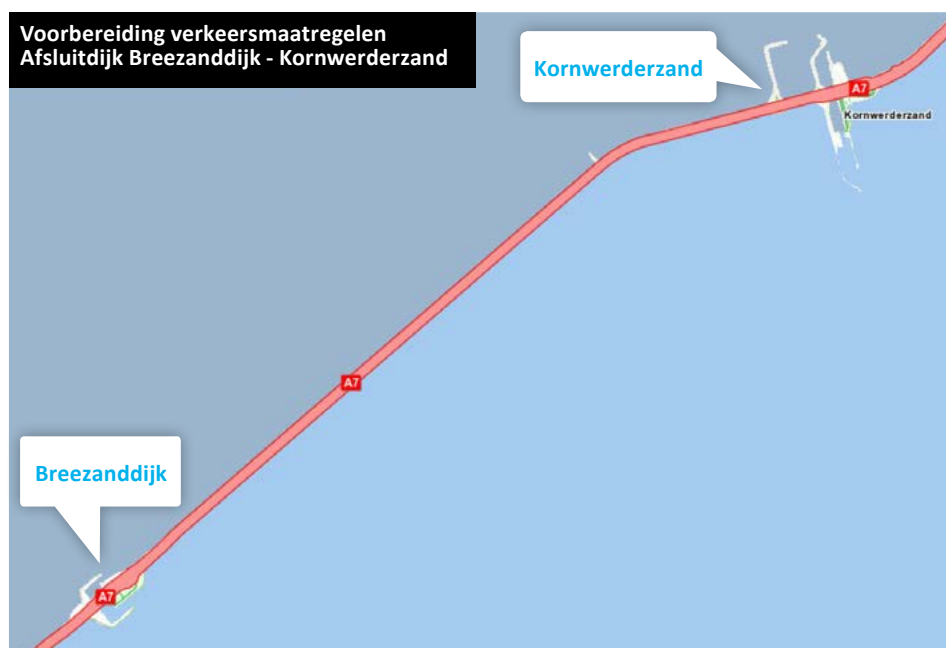 Voorbereiding verkeersmaatregelen
Afsluitdijk Breezanddijk - Kornwerderzand
Kornwerderzand
A7
Kornwerderzand
A7
Breezanddijk
A7